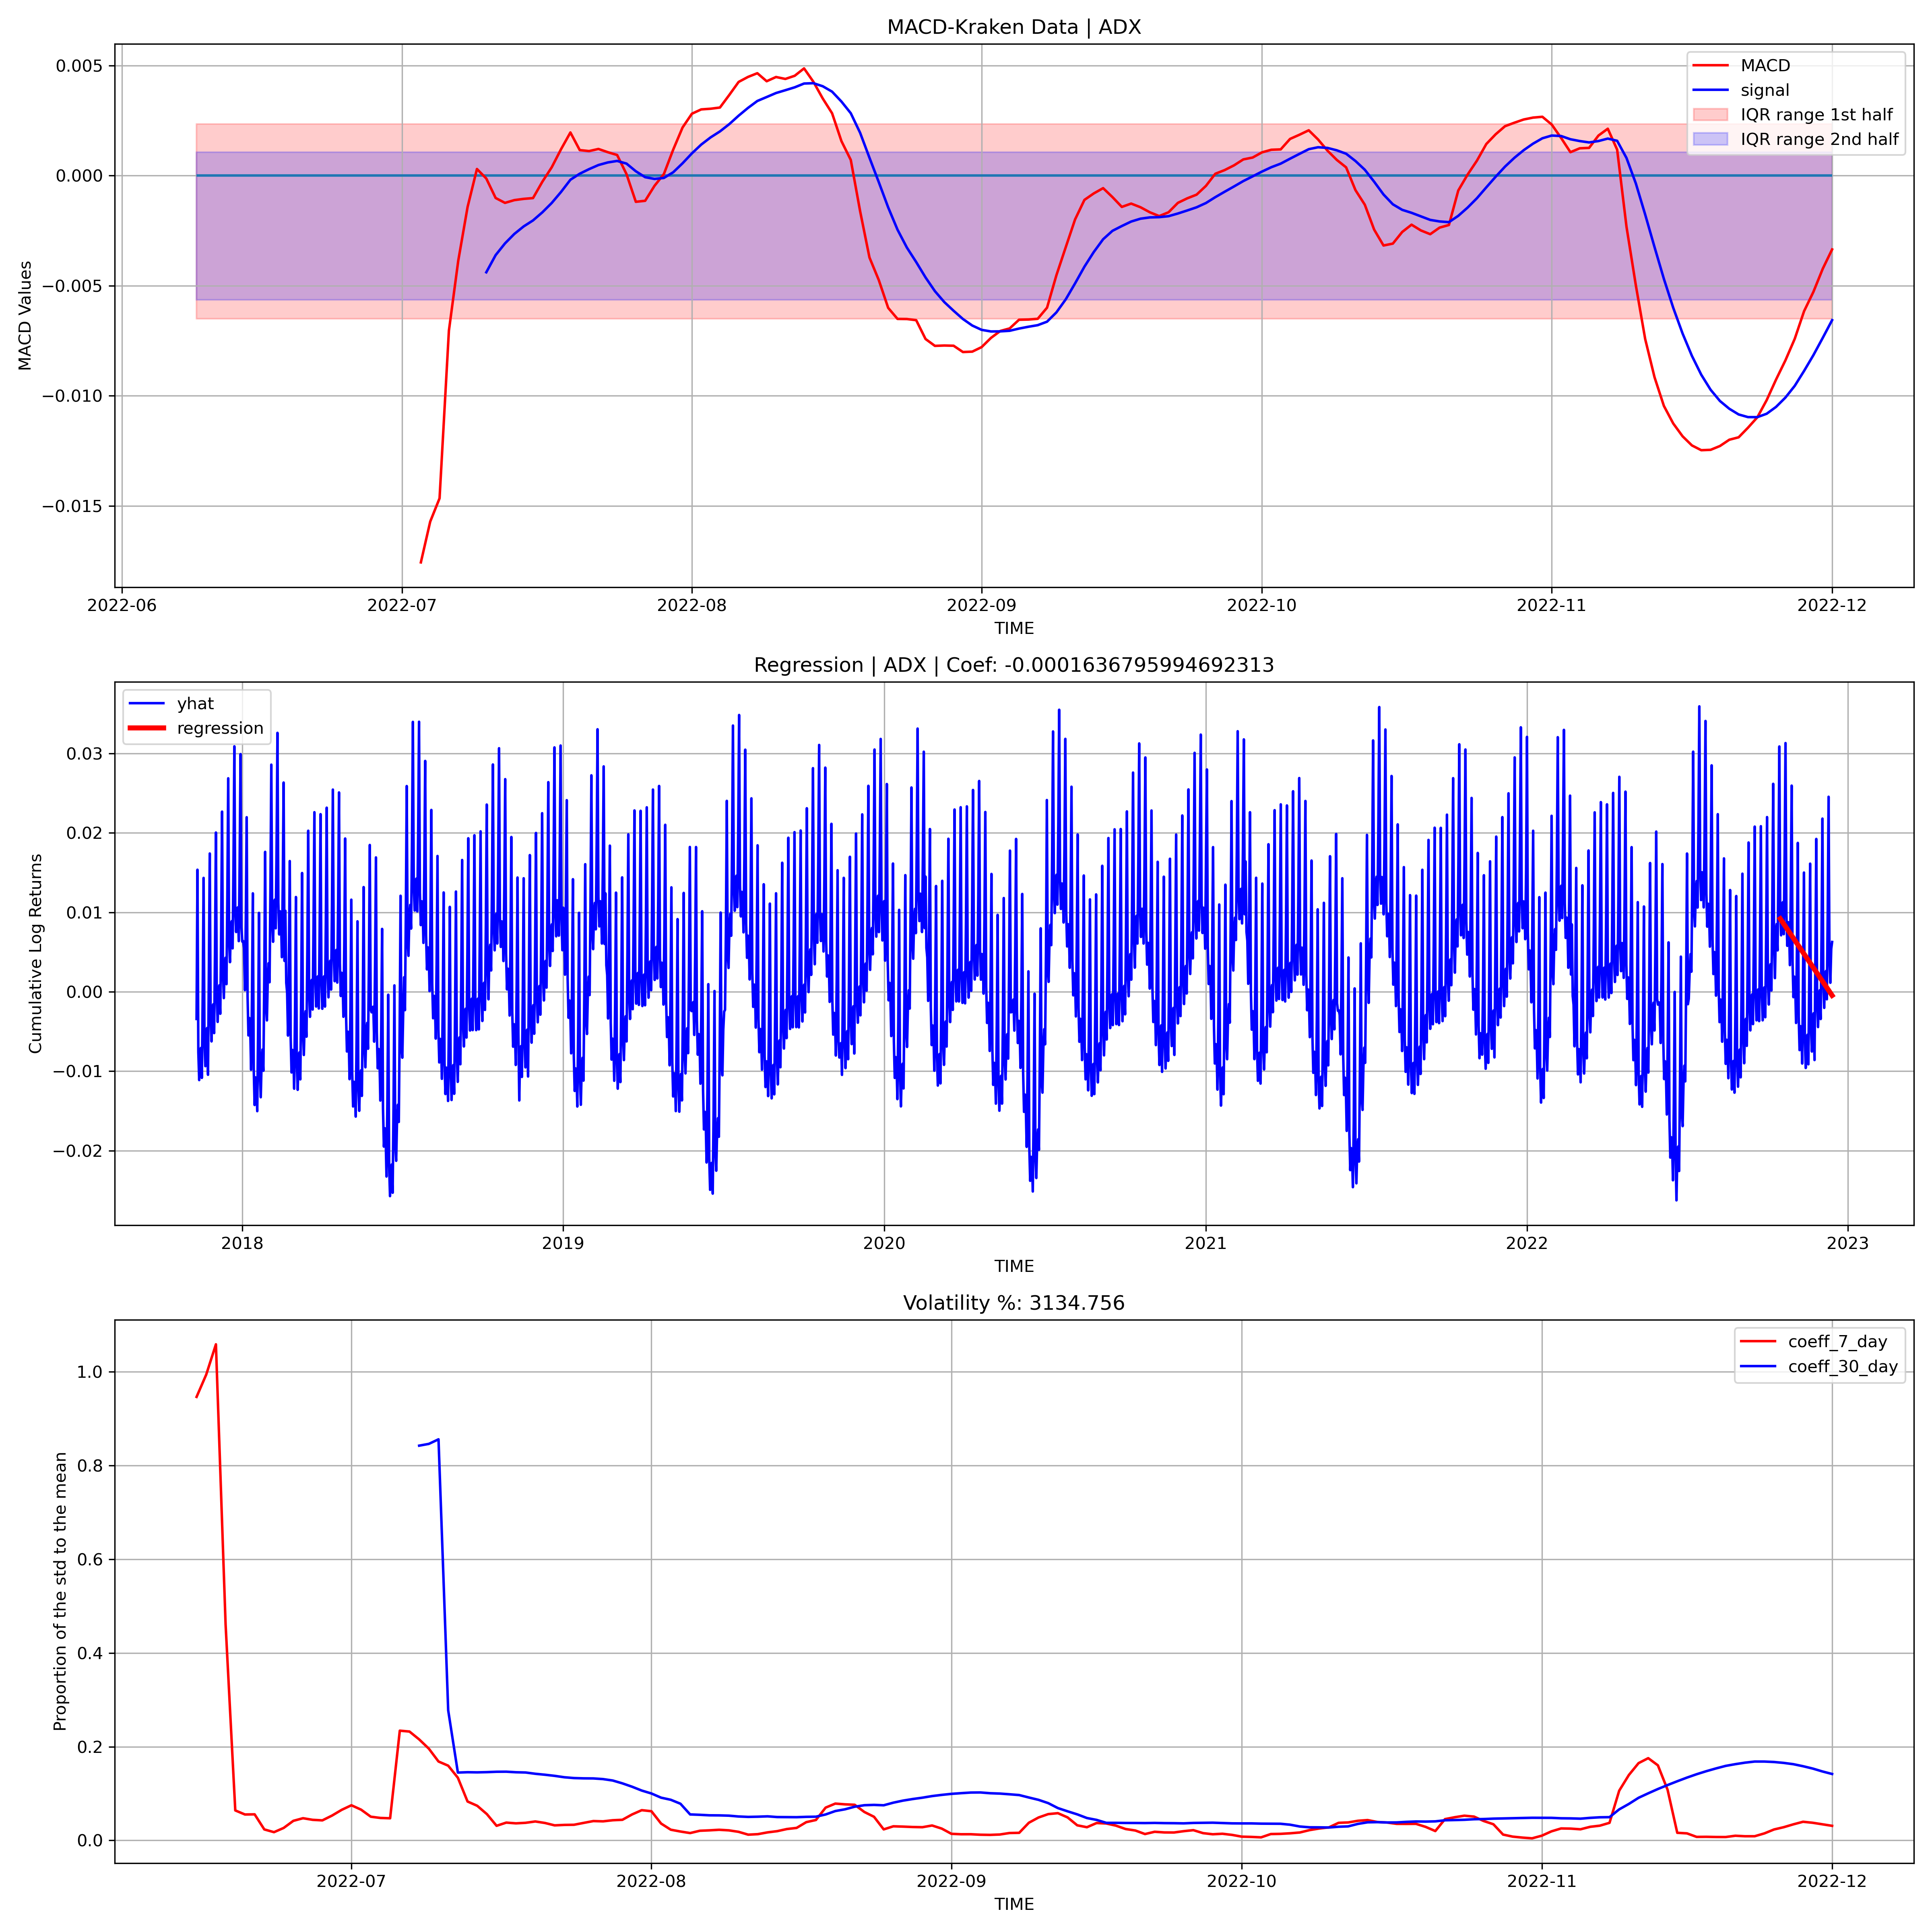 MACD-Kraken Data | ADX
MACD
signal
IQR range 1st half
IQR range 2nd half
MACD Values
0.005
0.000
−0.005
−0.010
−0.015
2022-06 2022-07 2022-08 2022-09 2022-10 2022-11 2022-12
TIME
Regression | ADX | Coef: -0.0001636795994692313
yhat
regression
Cumulative Log Returns
0.03
0.02
0.01
0.00
−0.01
−0.02
2018 2019 2020 2021 2022 2023
TIME
Volatility %: 3134.756
coeff_7_day
coeff_30_day
Proportion of the std to the mean
1.0
0.8
0.6
0.4
0.2
0.0
2022-07 2022-08 2022-09 2022-10 2022-11 2022-12
TIME